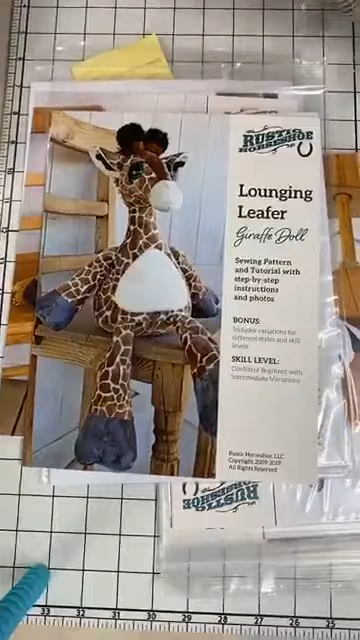 RUSTIC
HORSESHOE
Lounging
Leafer
Giraffe Doll
Sewing Pattern
and Tutorial with
step-by-step
instructions
and photos
BONUS:
Includes variations for
different styles and skill
levels
SKILL LEVEL:
Confident Beginner with
Intermediate Variations
Rustic Horseshoe, LLC
Copyright 2009-2019
All Rights Reserved
RUSTIC
33 32 31 30 29 28 27 26 25